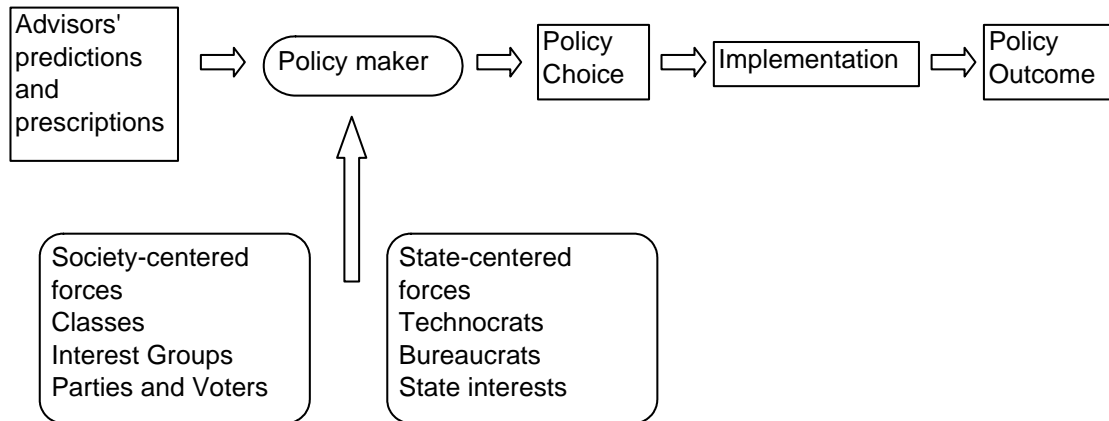 Advisors'
predictions
and
prescriptions
Policy maker
Policy
Choice
Implementation
Policy
Outcome
Society-centered
forces
Classes
Interest Groups
Parties and Voters
State-centered
forces
Technocrats
Bureaucrats
State interests